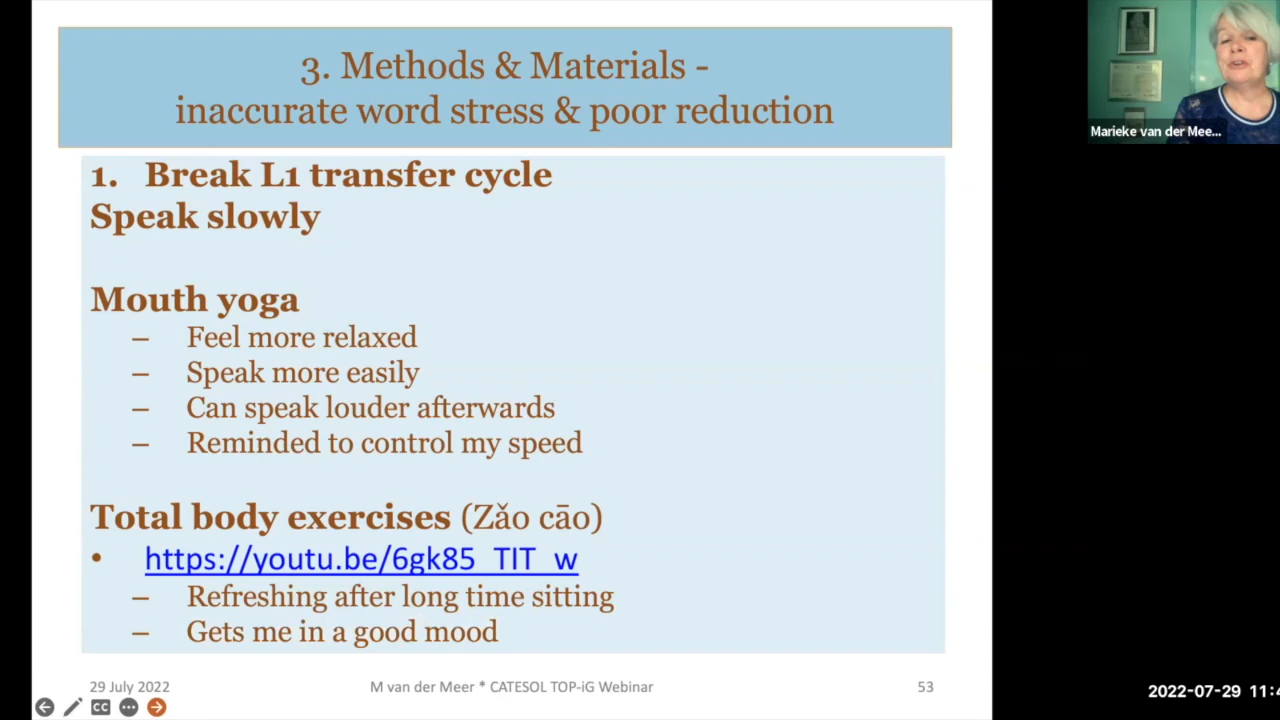 3. Methods & Materials -
inaccurate word stress & poor reduction
1. Break L1 transfer cycle
Speak slowly
Mouth yoga
– Feel more relaxed
– Speak more easily
– Can speak louder afterwards
– Reminded to control my speed
Total body exercises (Zǎo cāo)
• https://youtu.be/6gk85_TIT_w
– Refreshing after long time sitting
– Gets me in a good mood
29 July 2022
M van der Meer * CATESOL TOP-iG Webinar
53
CC
Marieke van der Mee...
2022-07-29 11:4